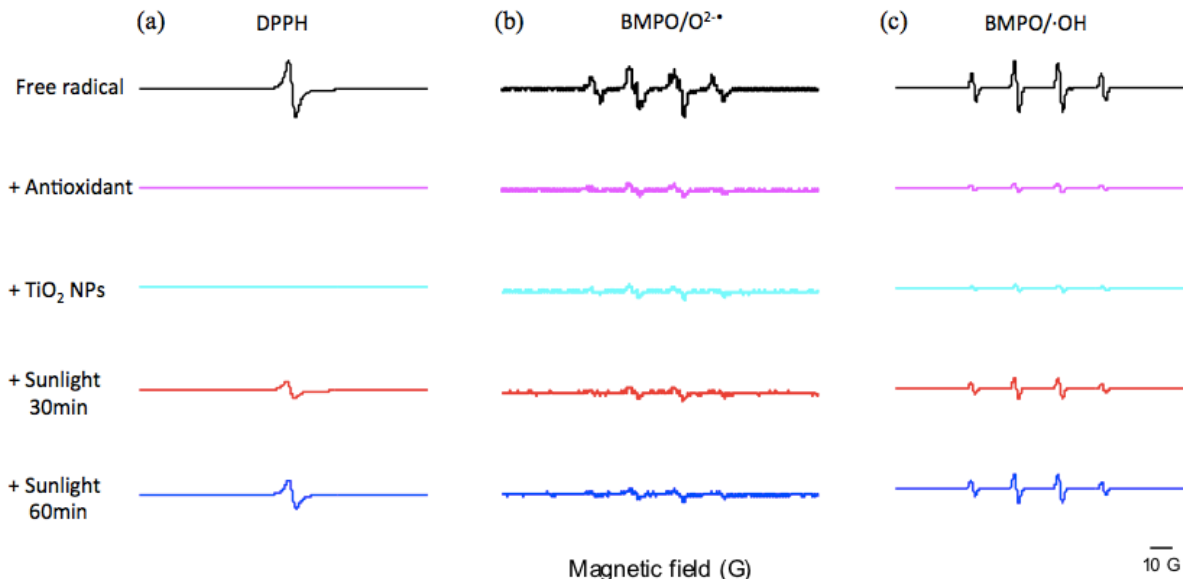 (a) DPPH (b) BMPO/O²⁻• (c) BMPO/·OH
Free radical
+ Antioxidant
+ TiO₂ NPs
+ Sunlight
30min
+ Sunlight
60min
Magnetic field (G)
10 G